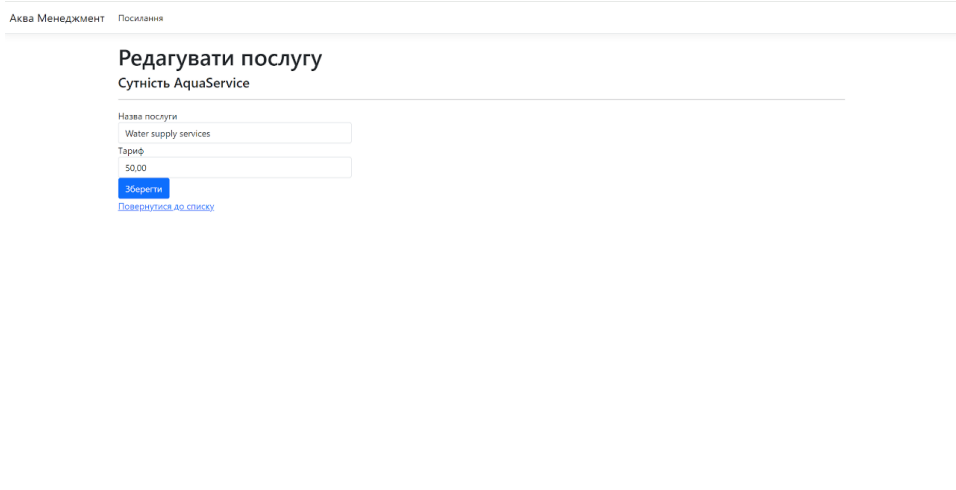 Аква Менеджмент Посилання
Редагувати послугу
Сутність AquaService
Назва послуги
Water supply services
Тариф
50,00
Зберегти
Повернутися до списку